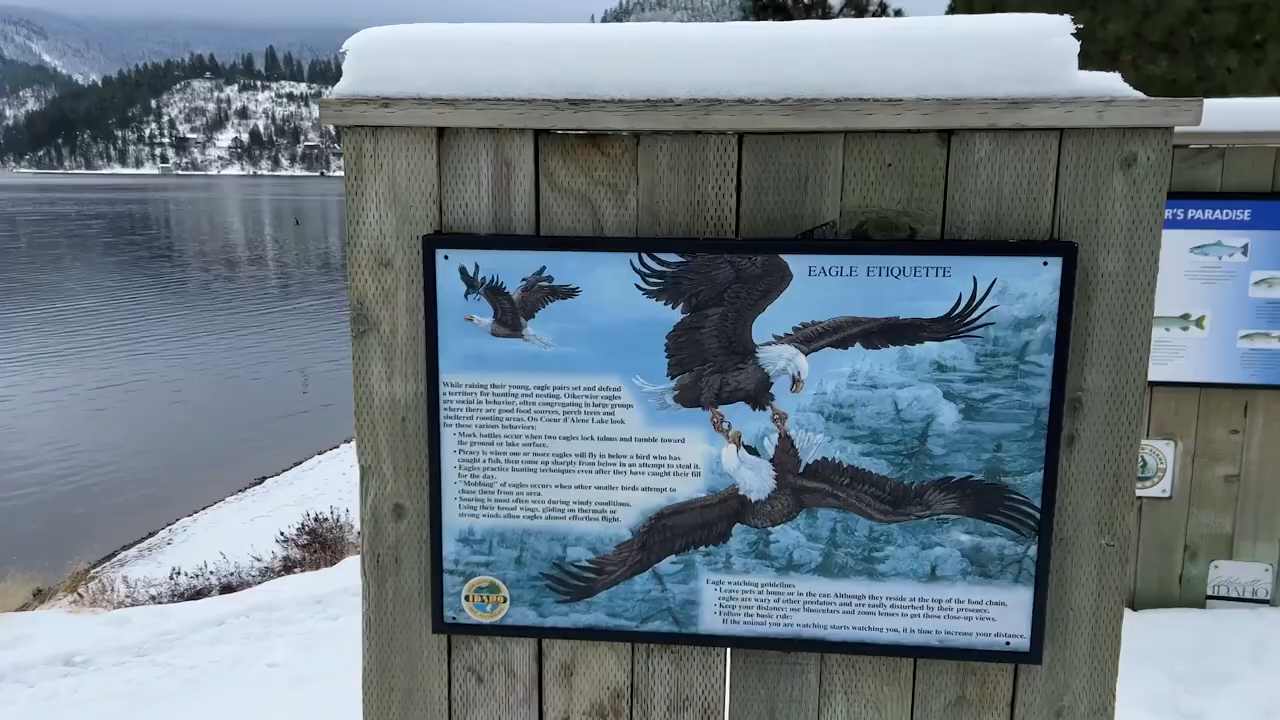 EAGLE ETIQUETTE
While raising their young, eagle pairs set and defend
a territory for hunting and nesting. Otherwise eagles
are social in behavior, often congregating in large groups
where there are good food sources, perch trees and
sheltered roosting areas. On Coeur d'Alene Lake look
for these various behaviors:
• Mock battles occur when two eagles lock talons and tumble toward
the ground or lake surface.
• Piracy is when one or more eagles will fly in below a bird who has
caught a fish, then come up sharply from below in an attempt to steal it.
• Eagles practice hunting techniques even after they have caught their fill
for the day.
• "Mobbing" of eagles occurs when other smaller birds attempt to
chase them from an area.
• Soaring is most often seen during windy conditions.
Using their broad wings, gliding on thermals or
strong winds allow eagles almost effortless flight.
Eagle watching guidelines
• Leave pets at home or in the car. Although they reside at the top of the food chain,
eagles are wary of other predators and are easily disturbed by their presence.
• Keep your distance; use binoculars and zoom lenses to get those close-up views.
• Follow the basic rule:
If the animal you are watching starts watching you, it is time to increase your distance.
IDAHO
R'S PARADISE
IDAHO